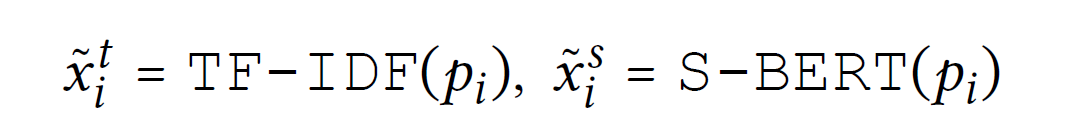 x̃ᵢᵗ = TF-IDF(pᵢ), x̃ᵢˢ = S-BERT(pᵢ)